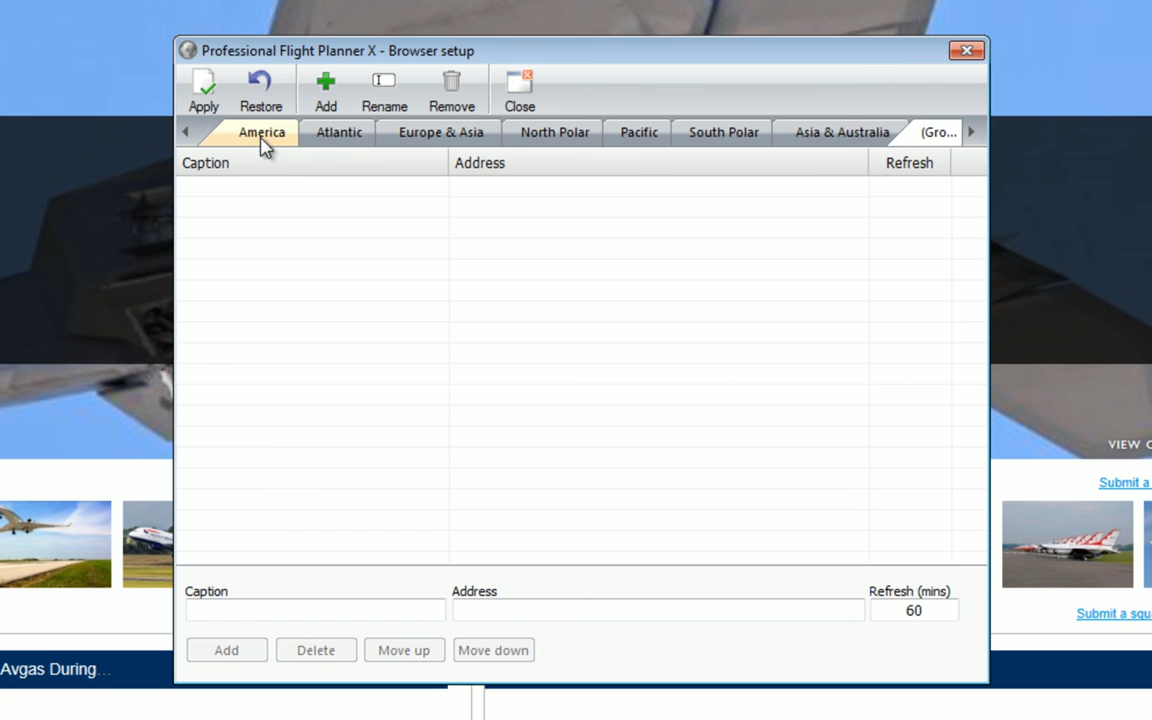 Professional Flight Planner X - Browser setup
Apply Restore Add Rename Remove Close
America Atlantic Europe & Asia North Polar Pacific South Polar Asia & Australia (Gro...
Caption Address Refresh
VIEW
Submit a
Caption Address Refresh (mins)
60
Submit a
Add Delete Move up Move down
Avgas During...